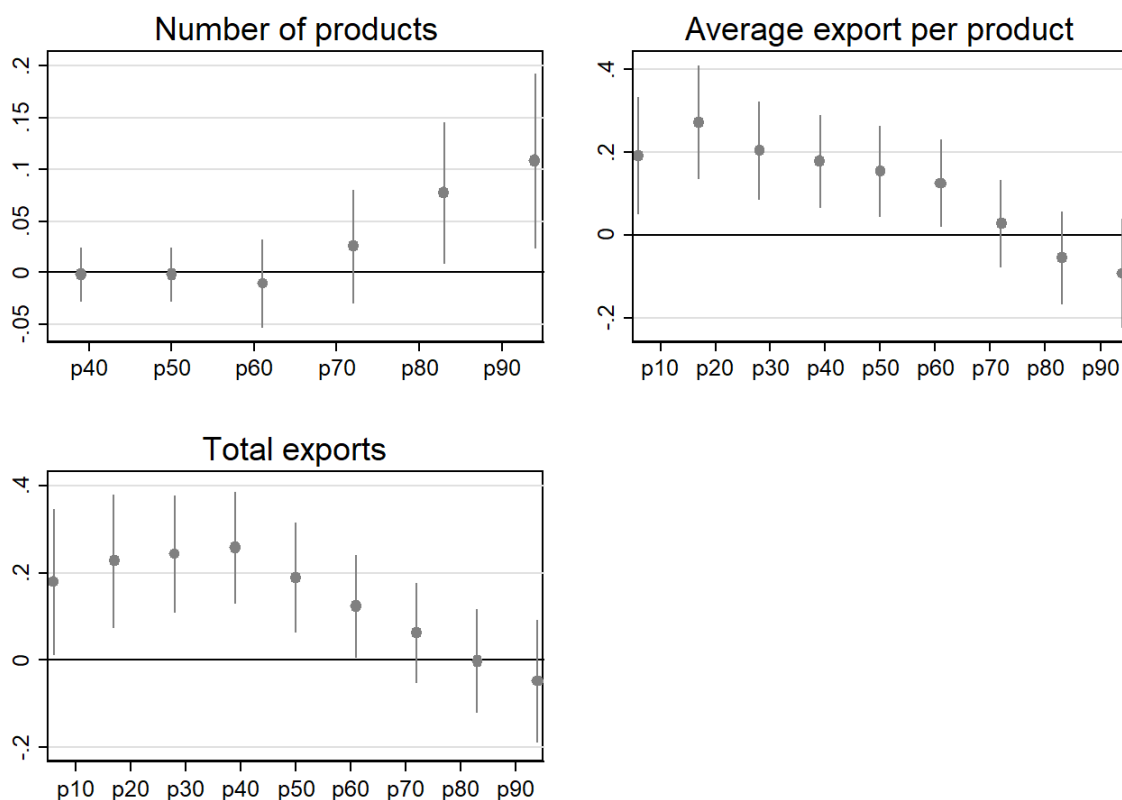 Number of products
.2
.15
.1
.05
0
-.05
p40 p50 p60 p70 p80 p90
Average export per product
.4
.2
0
-.2
p10 p20 p30 p40 p50 p60 p70 p80 p90
Total exports
.4
.2
0
-.2
p10 p20 p30 p40 p50 p60 p70 p80 p90